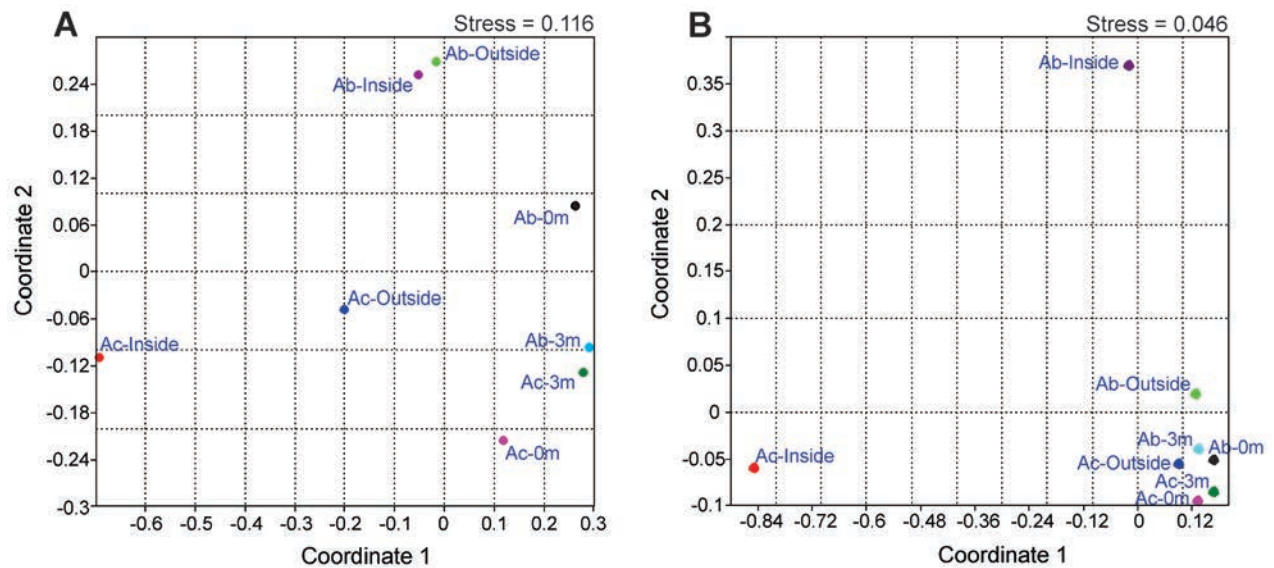 A
Stress = 0.116
Ab-Outside
Ab-Inside
Ab-0m
Ac-Outside
Ac-Inside
Ab-3m
Ac-3m
Ac-0m
0.24
0.18
0.12
0.06
0
-0.06
-0.12
-0.18
-0.24
-0.3
Coordinate 2
-0.6 -0.5 -0.4 -0.3 -0.2 -0.1 0 0.1 0.2 0.3
Coordinate 1
B
Stress = 0.046
Ab-Inside
Ab-Outside
Ab-3m
Ab-0m
Ac-Outside
Ac-Inside
Ac-3m
Ac-0m
0.35
0.3
0.25
0.2
0.15
0.1
0.05
0
-0.05
-0.1
Coordinate 2
-0.84 -0.72 -0.6 -0.48 -0.36 -0.24 -0.12 0 0.12
Coordinate 1